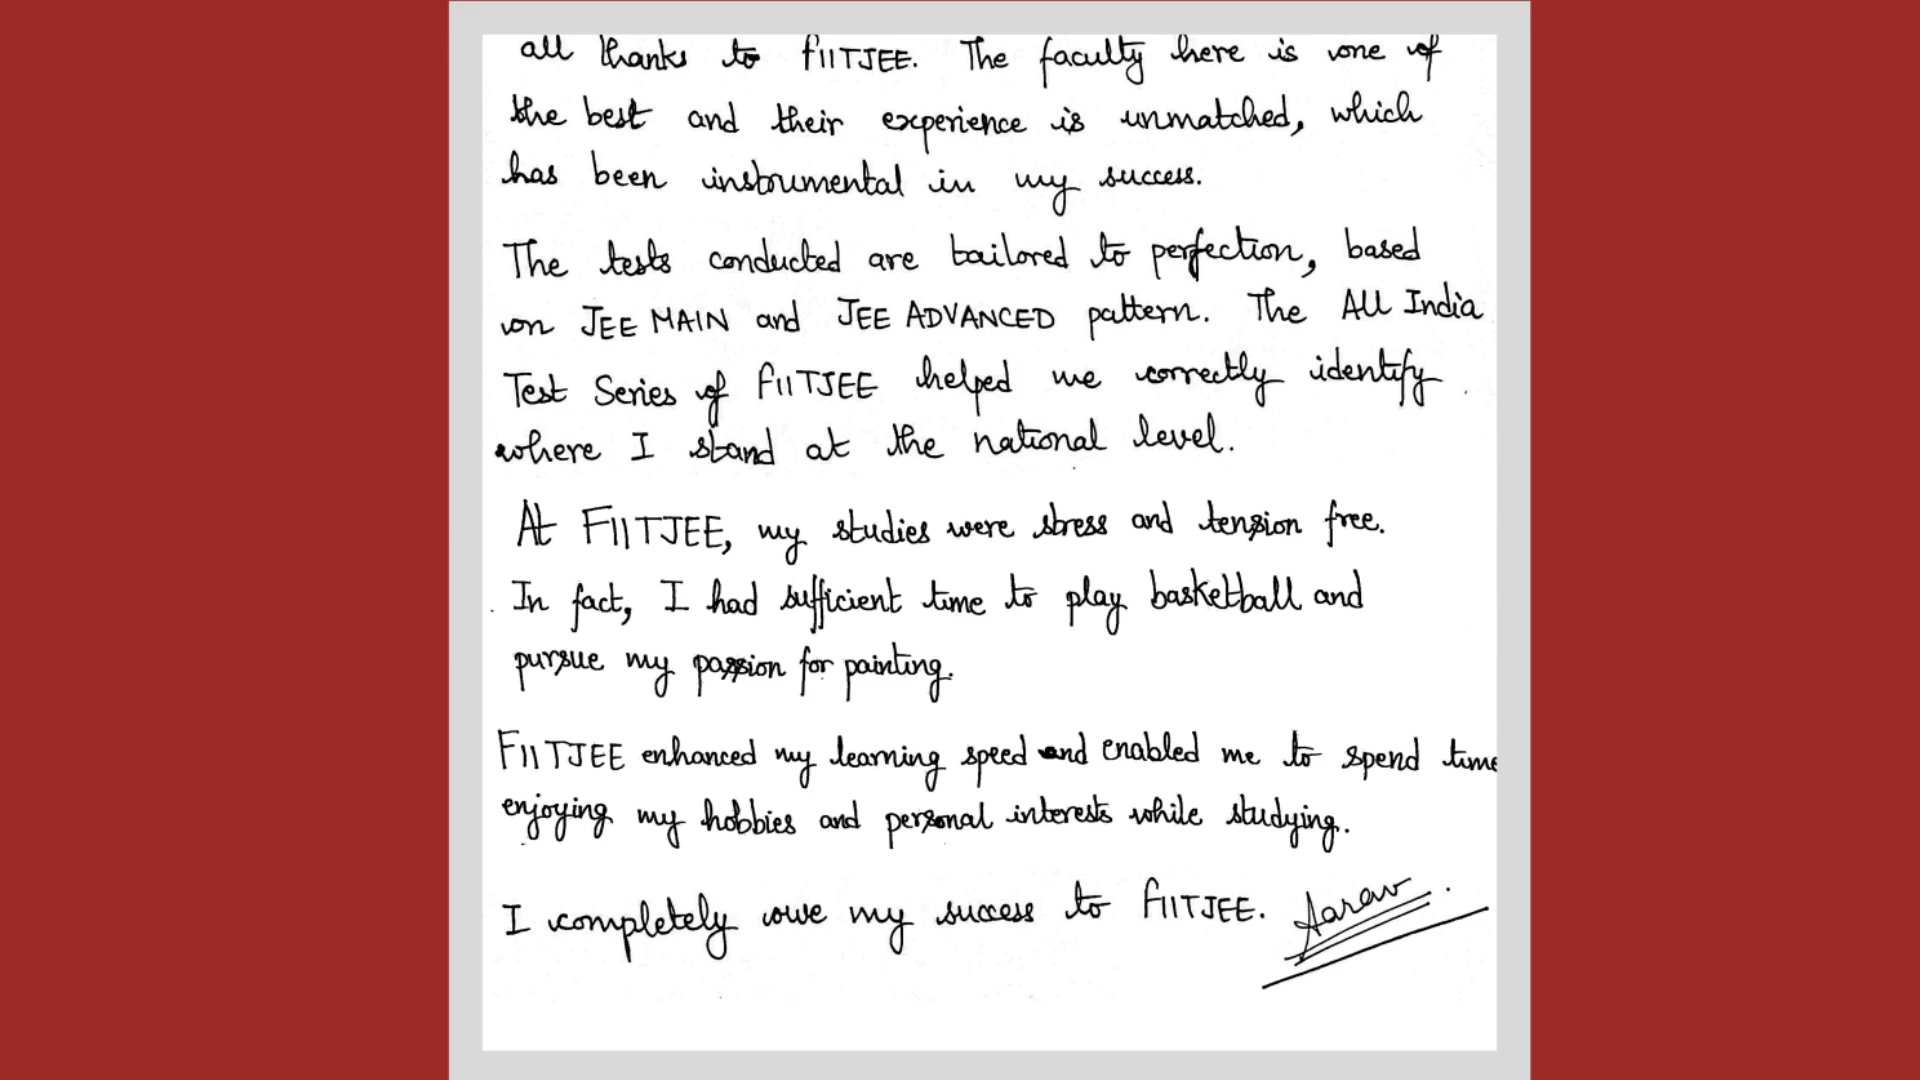 all thanks to FIITJEE. The faculty here is one of
the best and their experience is unmatched, which
has been instrumental in my success.
The tests conducted are tailored to perfection, based
on JEE MAIN and JEE ADVANCED pattern. The All India
Test Series of FIITJEE helped me correctly identify
where I stand at the national level.
At FIITJEE, my studies were stress and tension free.
In fact, I had sufficient time to play basketball and
pursue my passion for painting.
FIITJEE enhanced my learning speed and enabled me to spend time
enjoying my hobbies and personal interests while studying.
I completely owe my success to FIITJEE. Aarav